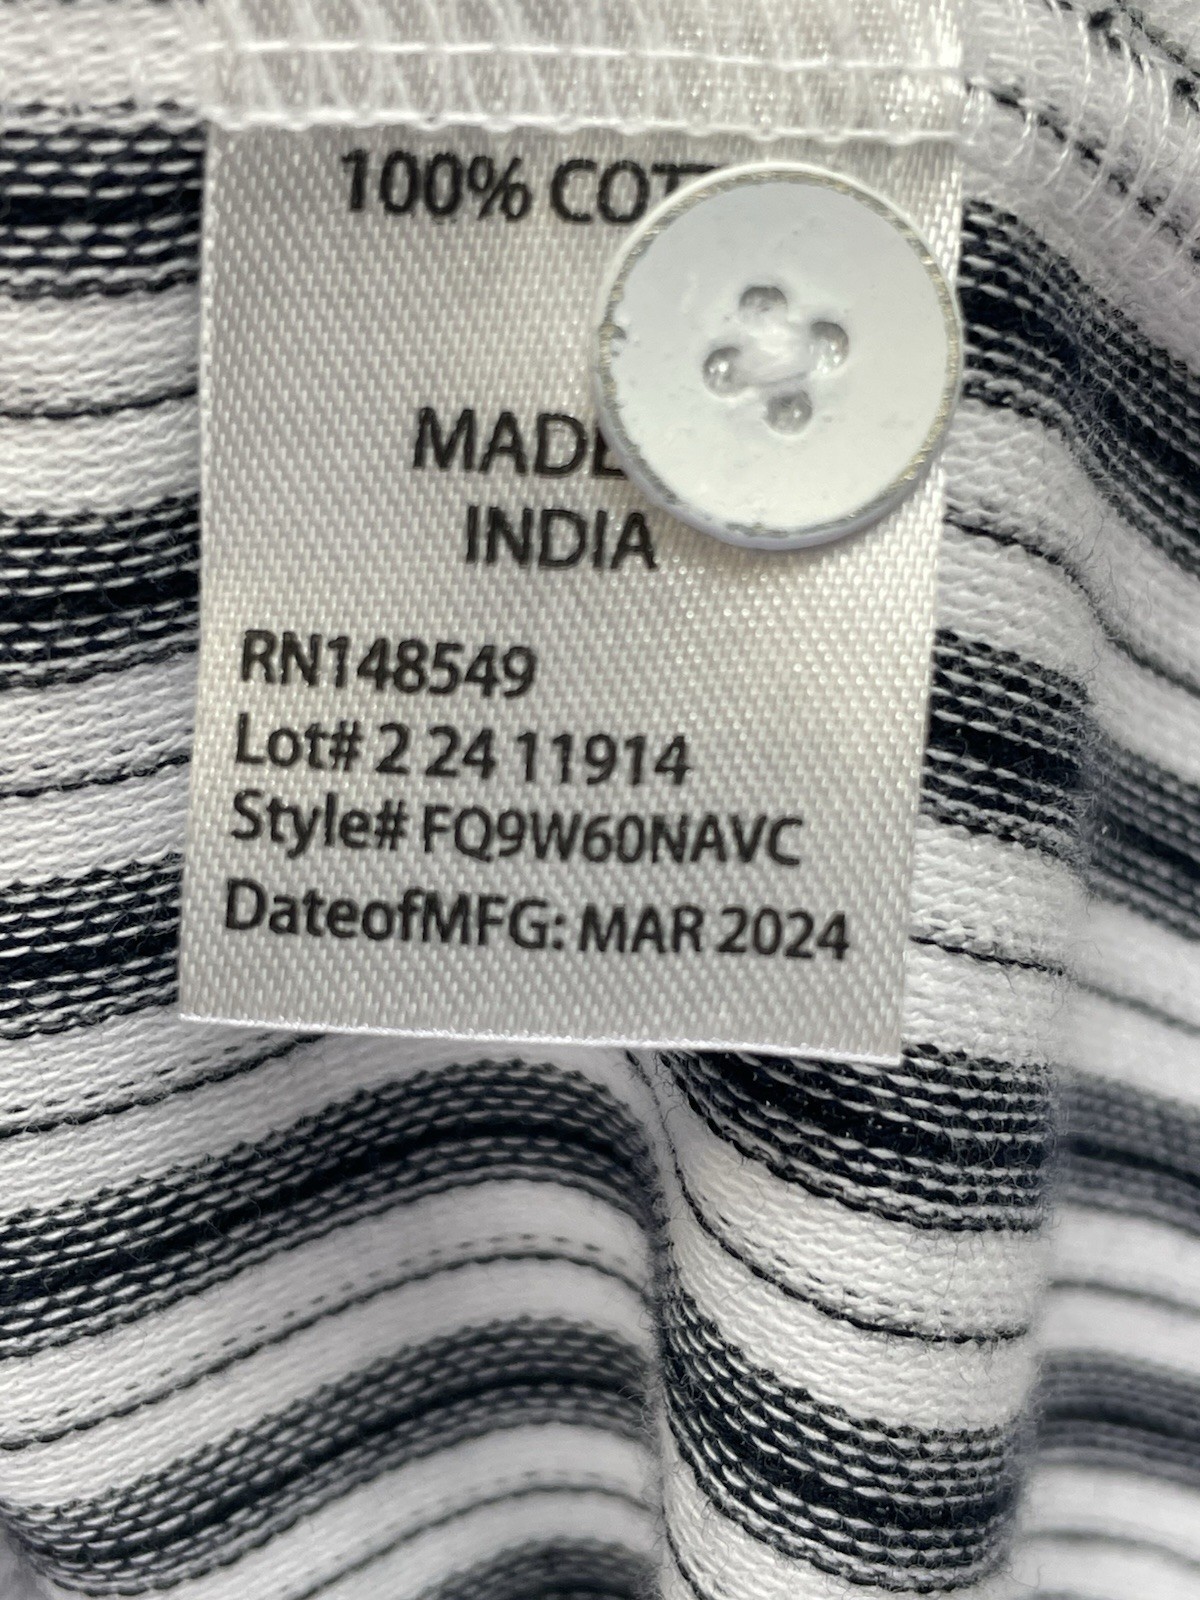 100% COT
MADE
INDIA
RN148549
Lot# 2 24 11914
Style# FQ9W60NAVC
DateofMFG: MAR 2024